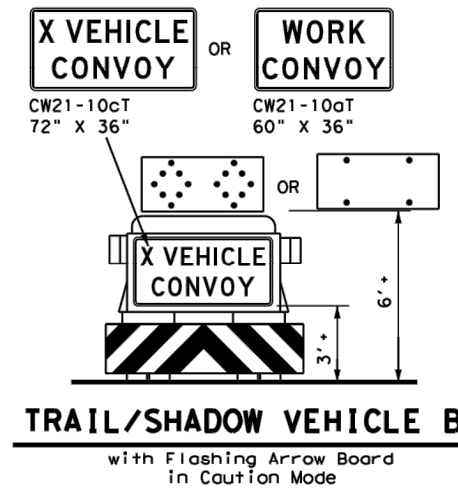 X VEHICLE
CONVOY
OR
WORK
CONVOY
CW21-10cT
72" X 36"
CW21-10aT
60" X 36"
OR
X VEHICLE
CONVOY
3'+
6'+
TRAIL/SHADOW VEHICLE B
with Flashing Arrow Board
in Caution Mode